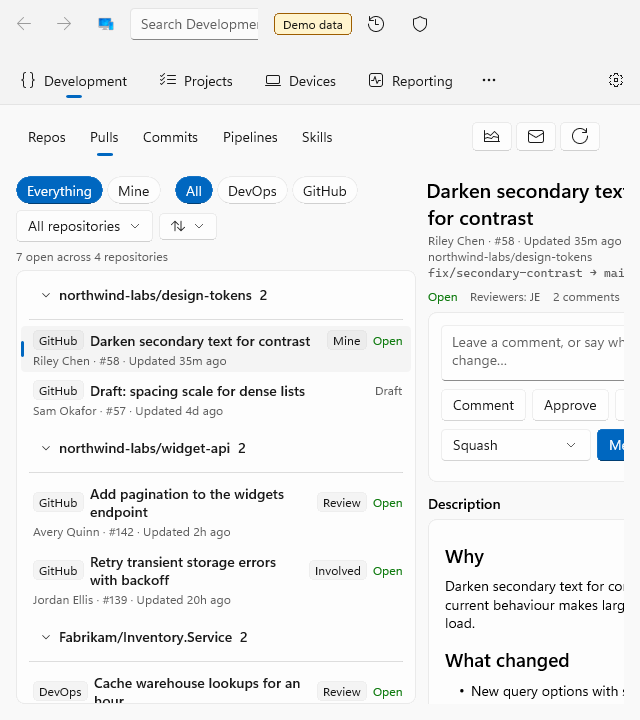 Search Developmen
Demo data
Development
Projects
Devices
Reporting
Repos
Pulls
Commits
Pipelines
Skills
Everything
Mine
All
DevOps
GitHub
All repositories
7 open across 4 repositories
northwind-labs/design-tokens 2
GitHub
Darken secondary text for contrast
Mine
Open
Riley Chen · #58 · Updated 35m ago
GitHub
Draft: spacing scale for dense lists
Draft
Sam Okafor · #57 · Updated 4d ago
northwind-labs/widget-api 2
GitHub
Add pagination to the widgets
endpoint
Review
Open
Avery Quinn · #142 · Updated 2h ago
GitHub
Retry transient storage errors
with backoff
Involved
Open
Jordan Ellis · #139 · Updated 20h ago
Fabrikam/Inventory.Service 2
DevOps
Cache warehouse lookups for an
hour
Review
Open
Darken secondary text
for contrast
Riley Chen · #58 · Updated 35m ago
northwind-labs/design-tokens
fix/secondary-contrast → mai
Open
Reviewers: JE
2 comments
Leave a comment, or say wh
change...
Comment
Approve
Squash
Me
Description
Why
Darken secondary text for con
current behaviour makes larg
load.
What changed
• New query options with s